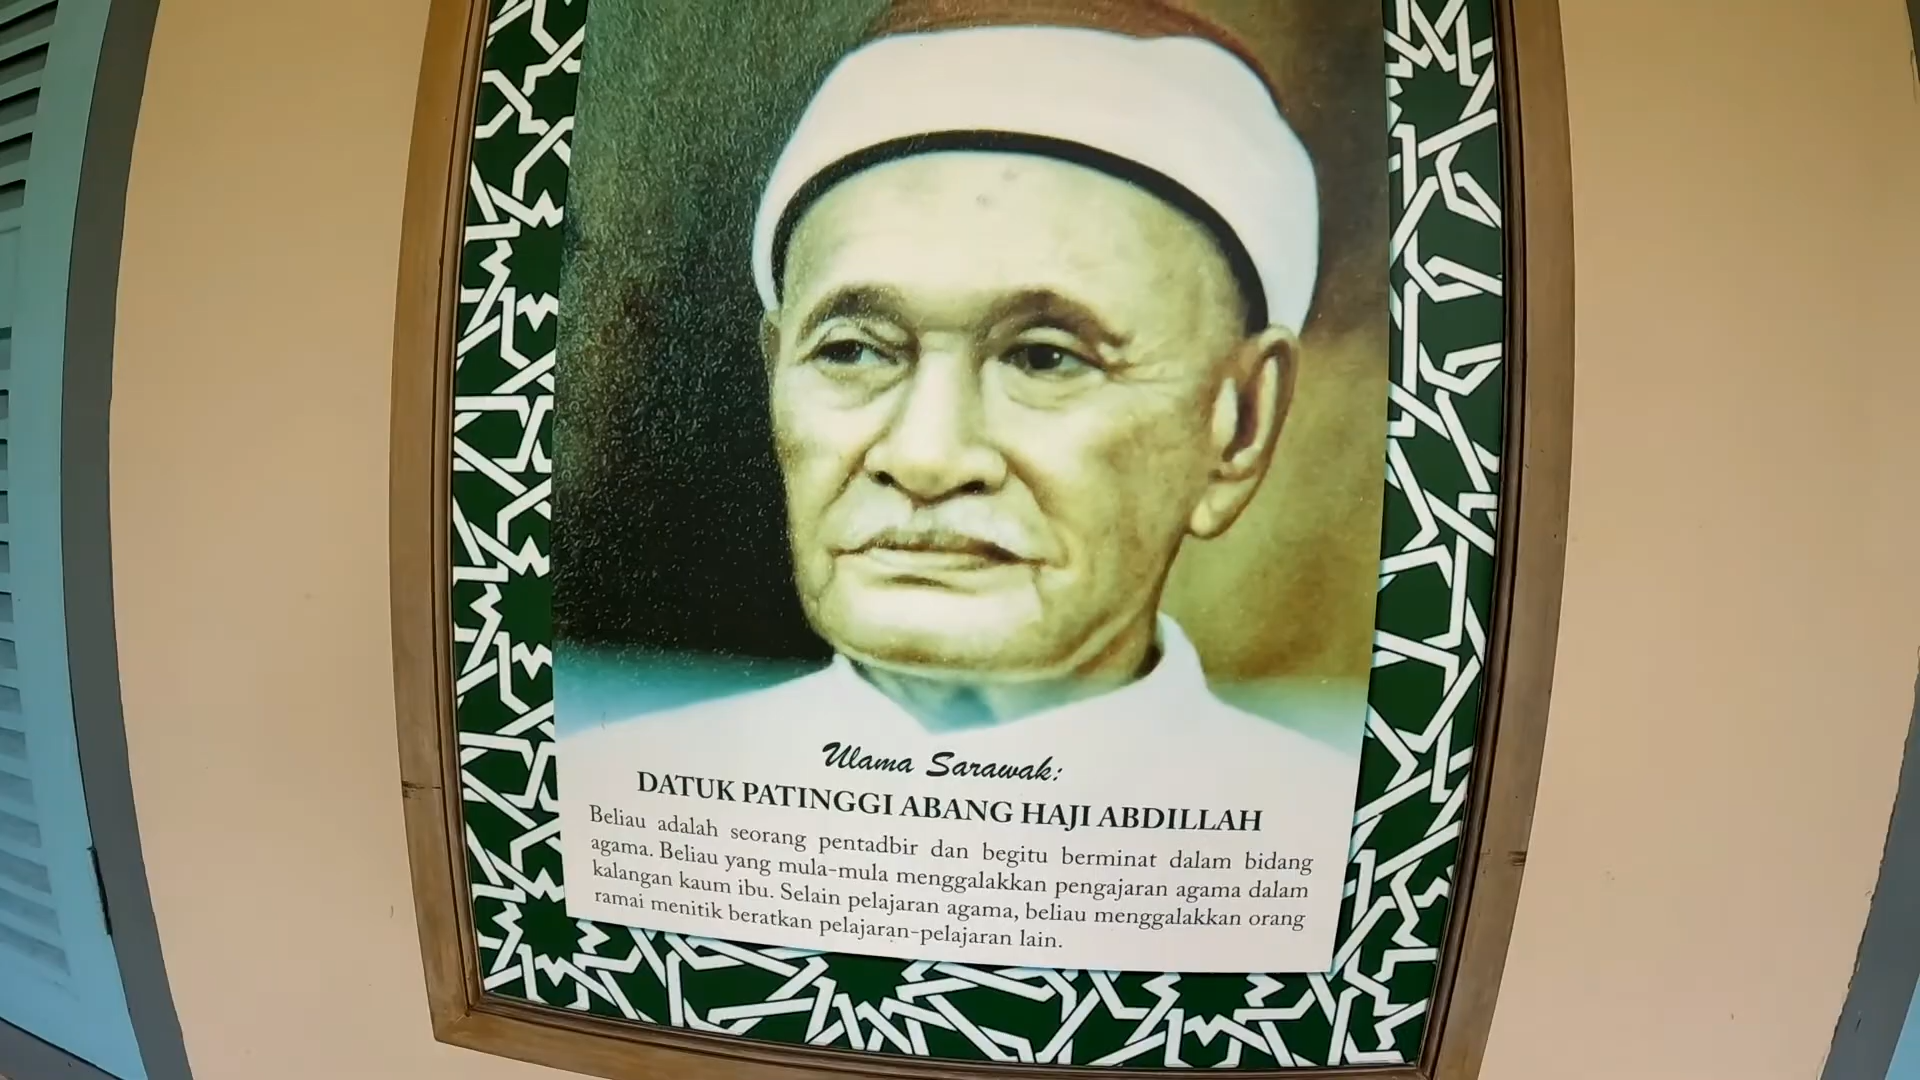 Ulama Sarawak:
DATUK PATINGGI ABANG HAJI ABDILLAH
Beliau adalah seorang pentadbir dan begitu berminat dalam bidang
agama. Beliau yang mula-mula menggalakkan pengajaran agama dalam
kalangan kaum ibu. Selain pelajaran agama, beliau menggalakkan orang
ramai menitik beratkan pelajaran-pelajaran lain.